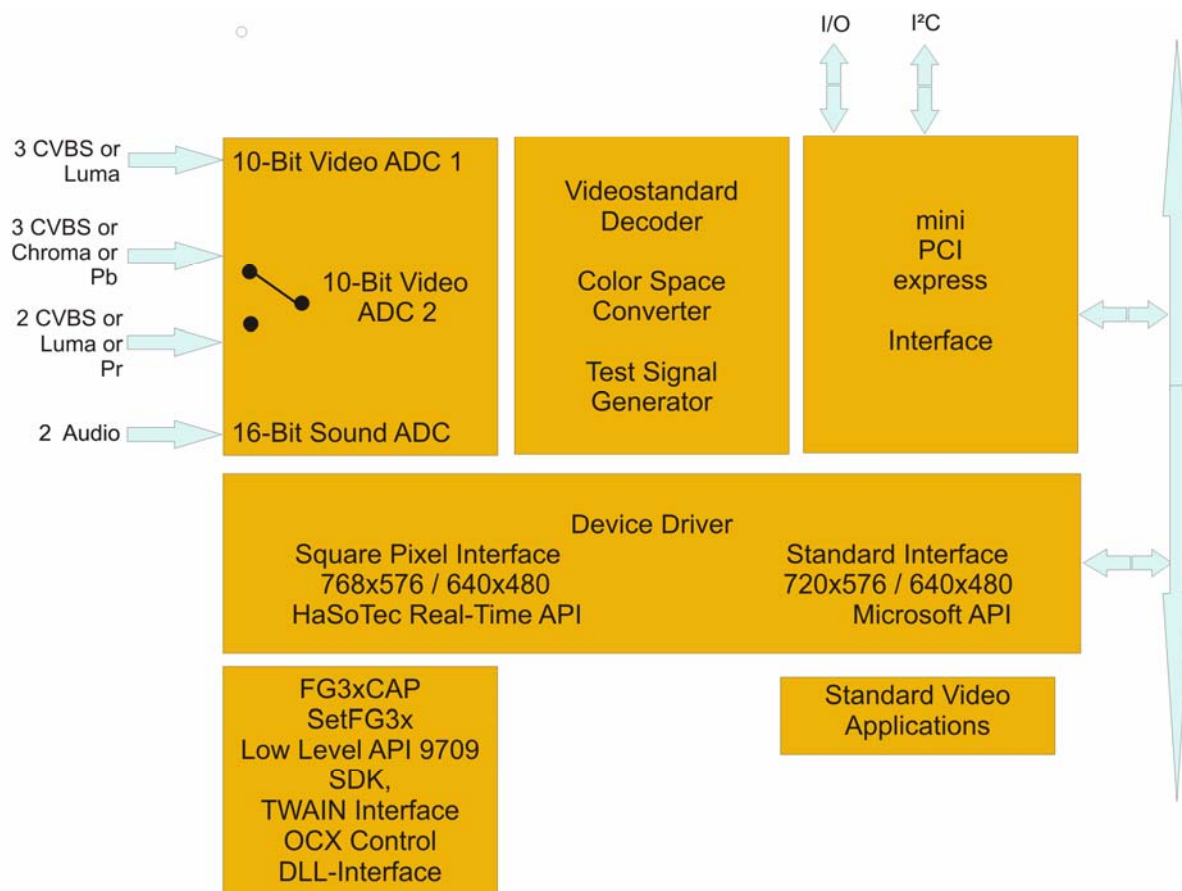 I/O
I²C
3 CVBS or
Luma
3 CVBS or
Chroma or
Pb
2 CVBS or
Luma or
Pr
2 Audio
10-Bit Video ADC 1
10-Bit Video
ADC 2
16-Bit Sound ADC
Videostandard
Decoder
Color Space
Converter
Test Signal
Generator
mini
PCI
express
Interface
Device Driver
Square Pixel Interface
768x576 / 640x480
HaSoTec Real-Time API
Standard Interface
720x576 / 640x480
Microsoft API
FG3xCAP
SetFG3x
Low Level API 9709
SDK,
TWAIN Interface
OCX Control
DLL-Interface
Standard Video
Applications